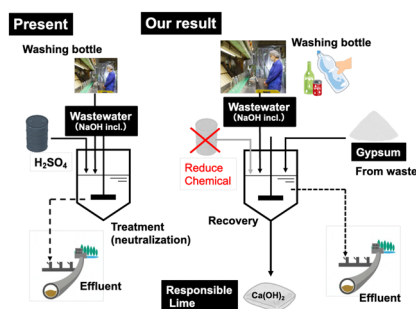 Present
Washing bottle
Wastewater
(NaOH incl.)
H₂SO₄
Treatment
(neutralization)
Effluent
Our result
Washing bottle
Wastewater
(NaOH incl.)
Reduce
Chemical
Gypsum
From waste
Recovery
Responsible
Lime
Ca(OH)₂
Effluent